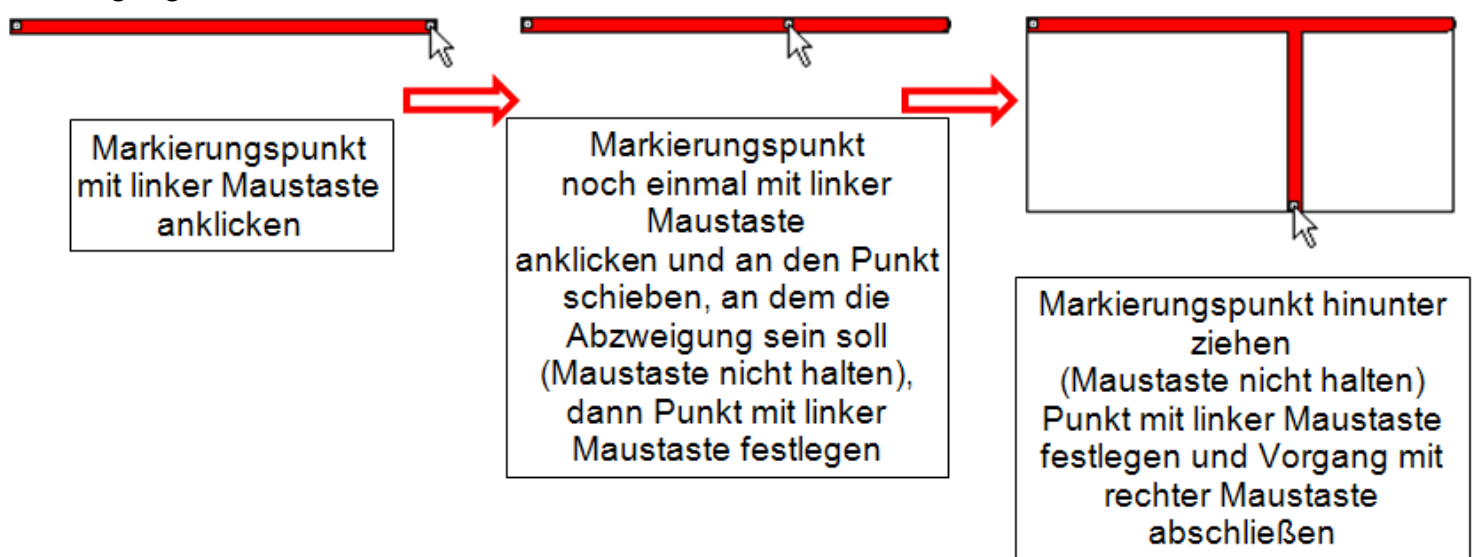 Markierungspunkt
mit linker Maustaste
anklicken
Markierungspunkt
noch einmal mit linker
Maustaste
anklicken und an den Punkt
schieben, an dem die
Abzweigung sein soll
(Maustaste nicht halten),
dann Punkt mit linker
Maustaste festlegen
Markierungspunkt hinunter
ziehen
(Maustaste nicht halten)
Punkt mit linker Maustaste
festlegen und Vorgang mit
rechter Maustaste
abschließen